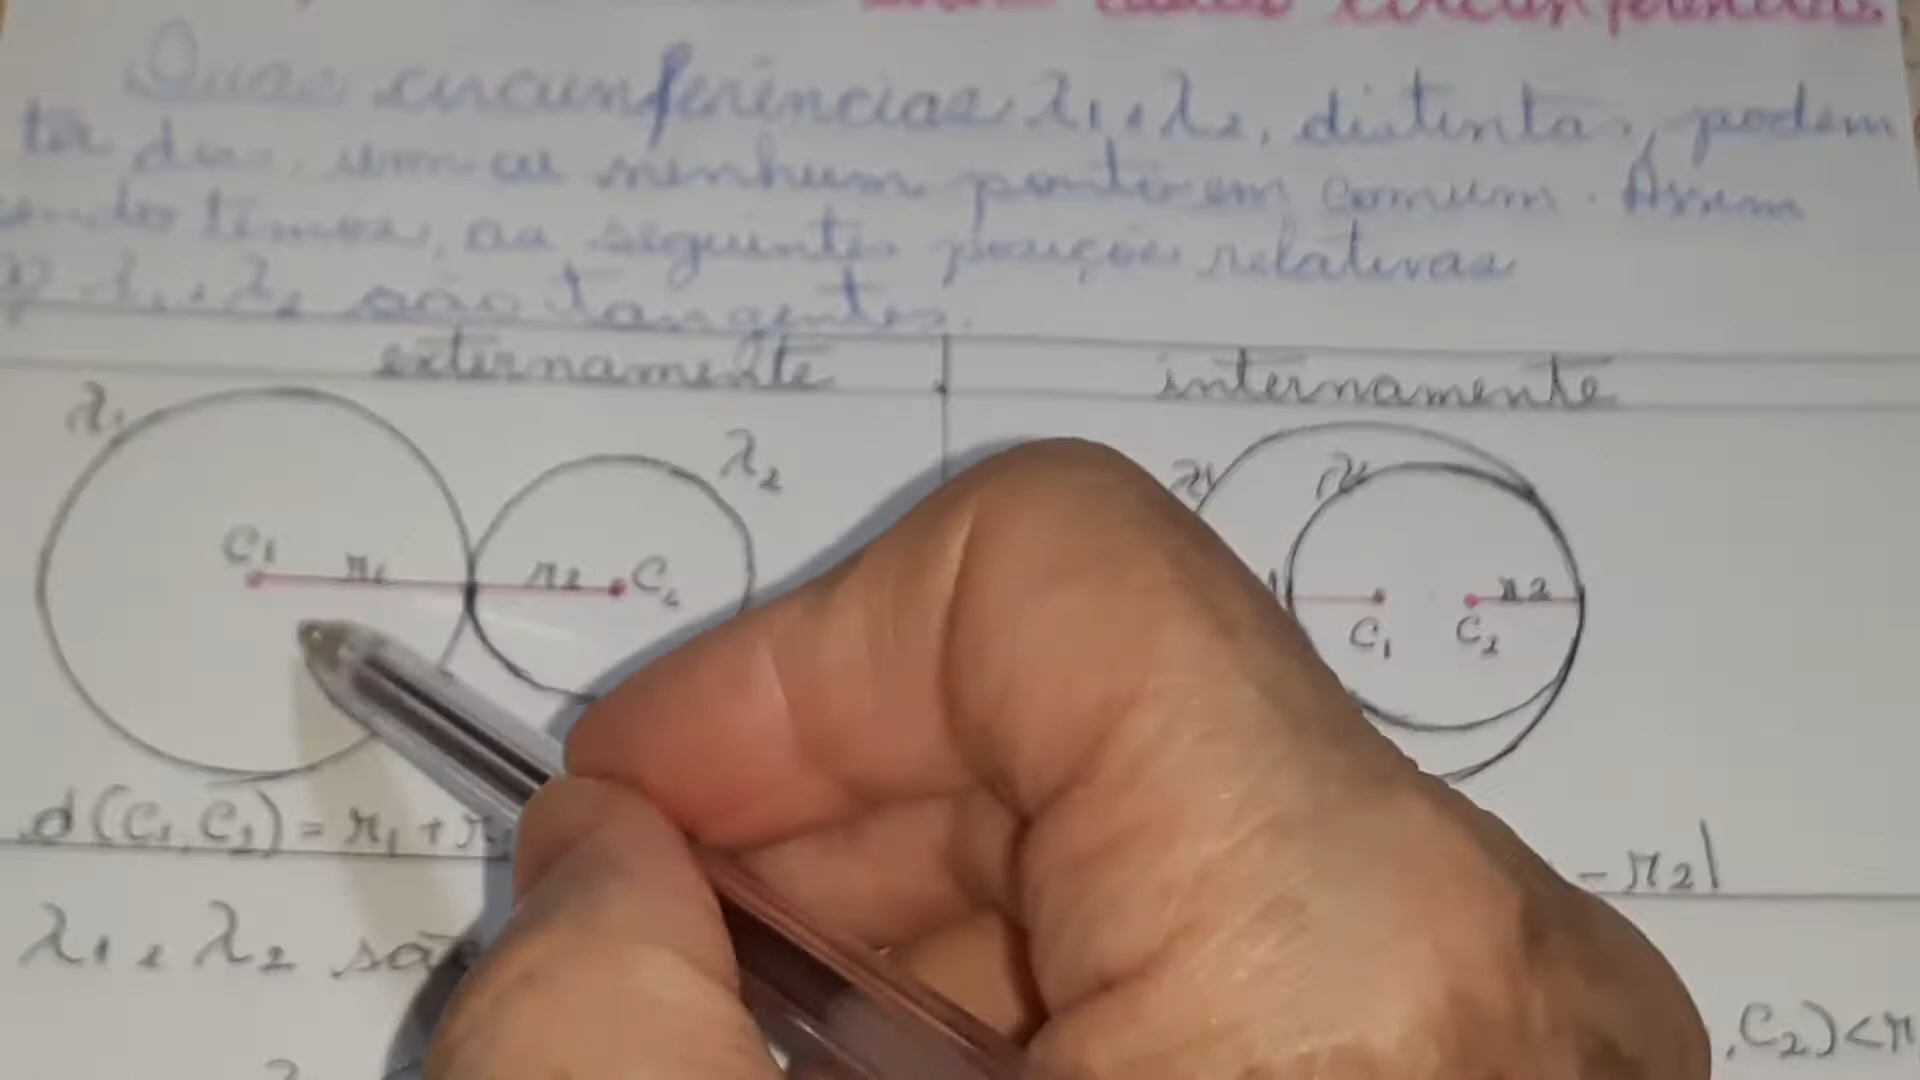 duas circunferências.
Duas circunferências λ1 e λ2, distintas, podem
ter dois, um ou nenhum ponto em comum. Assim
sendo temos, as seguintes posições relativas
λ1 e λ2 são tangentes.
externamente
internamente
λ1
λ2
C1
r1
r2
C2
C1
C2
r2
d(C1, C2) = r1 + r
- r2|
λ1 e λ2 são
, C2) < r